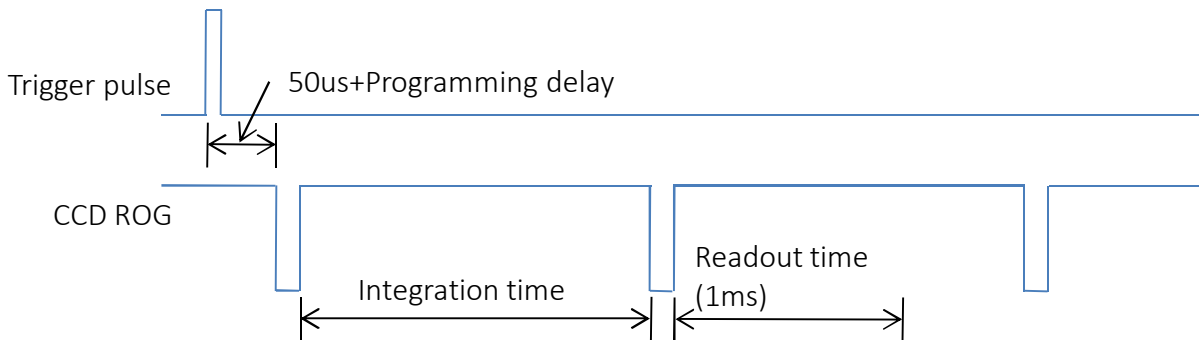 Trigger pulse
50us+Programming delay
CCD ROG
Integration time
Readout time
(1ms)